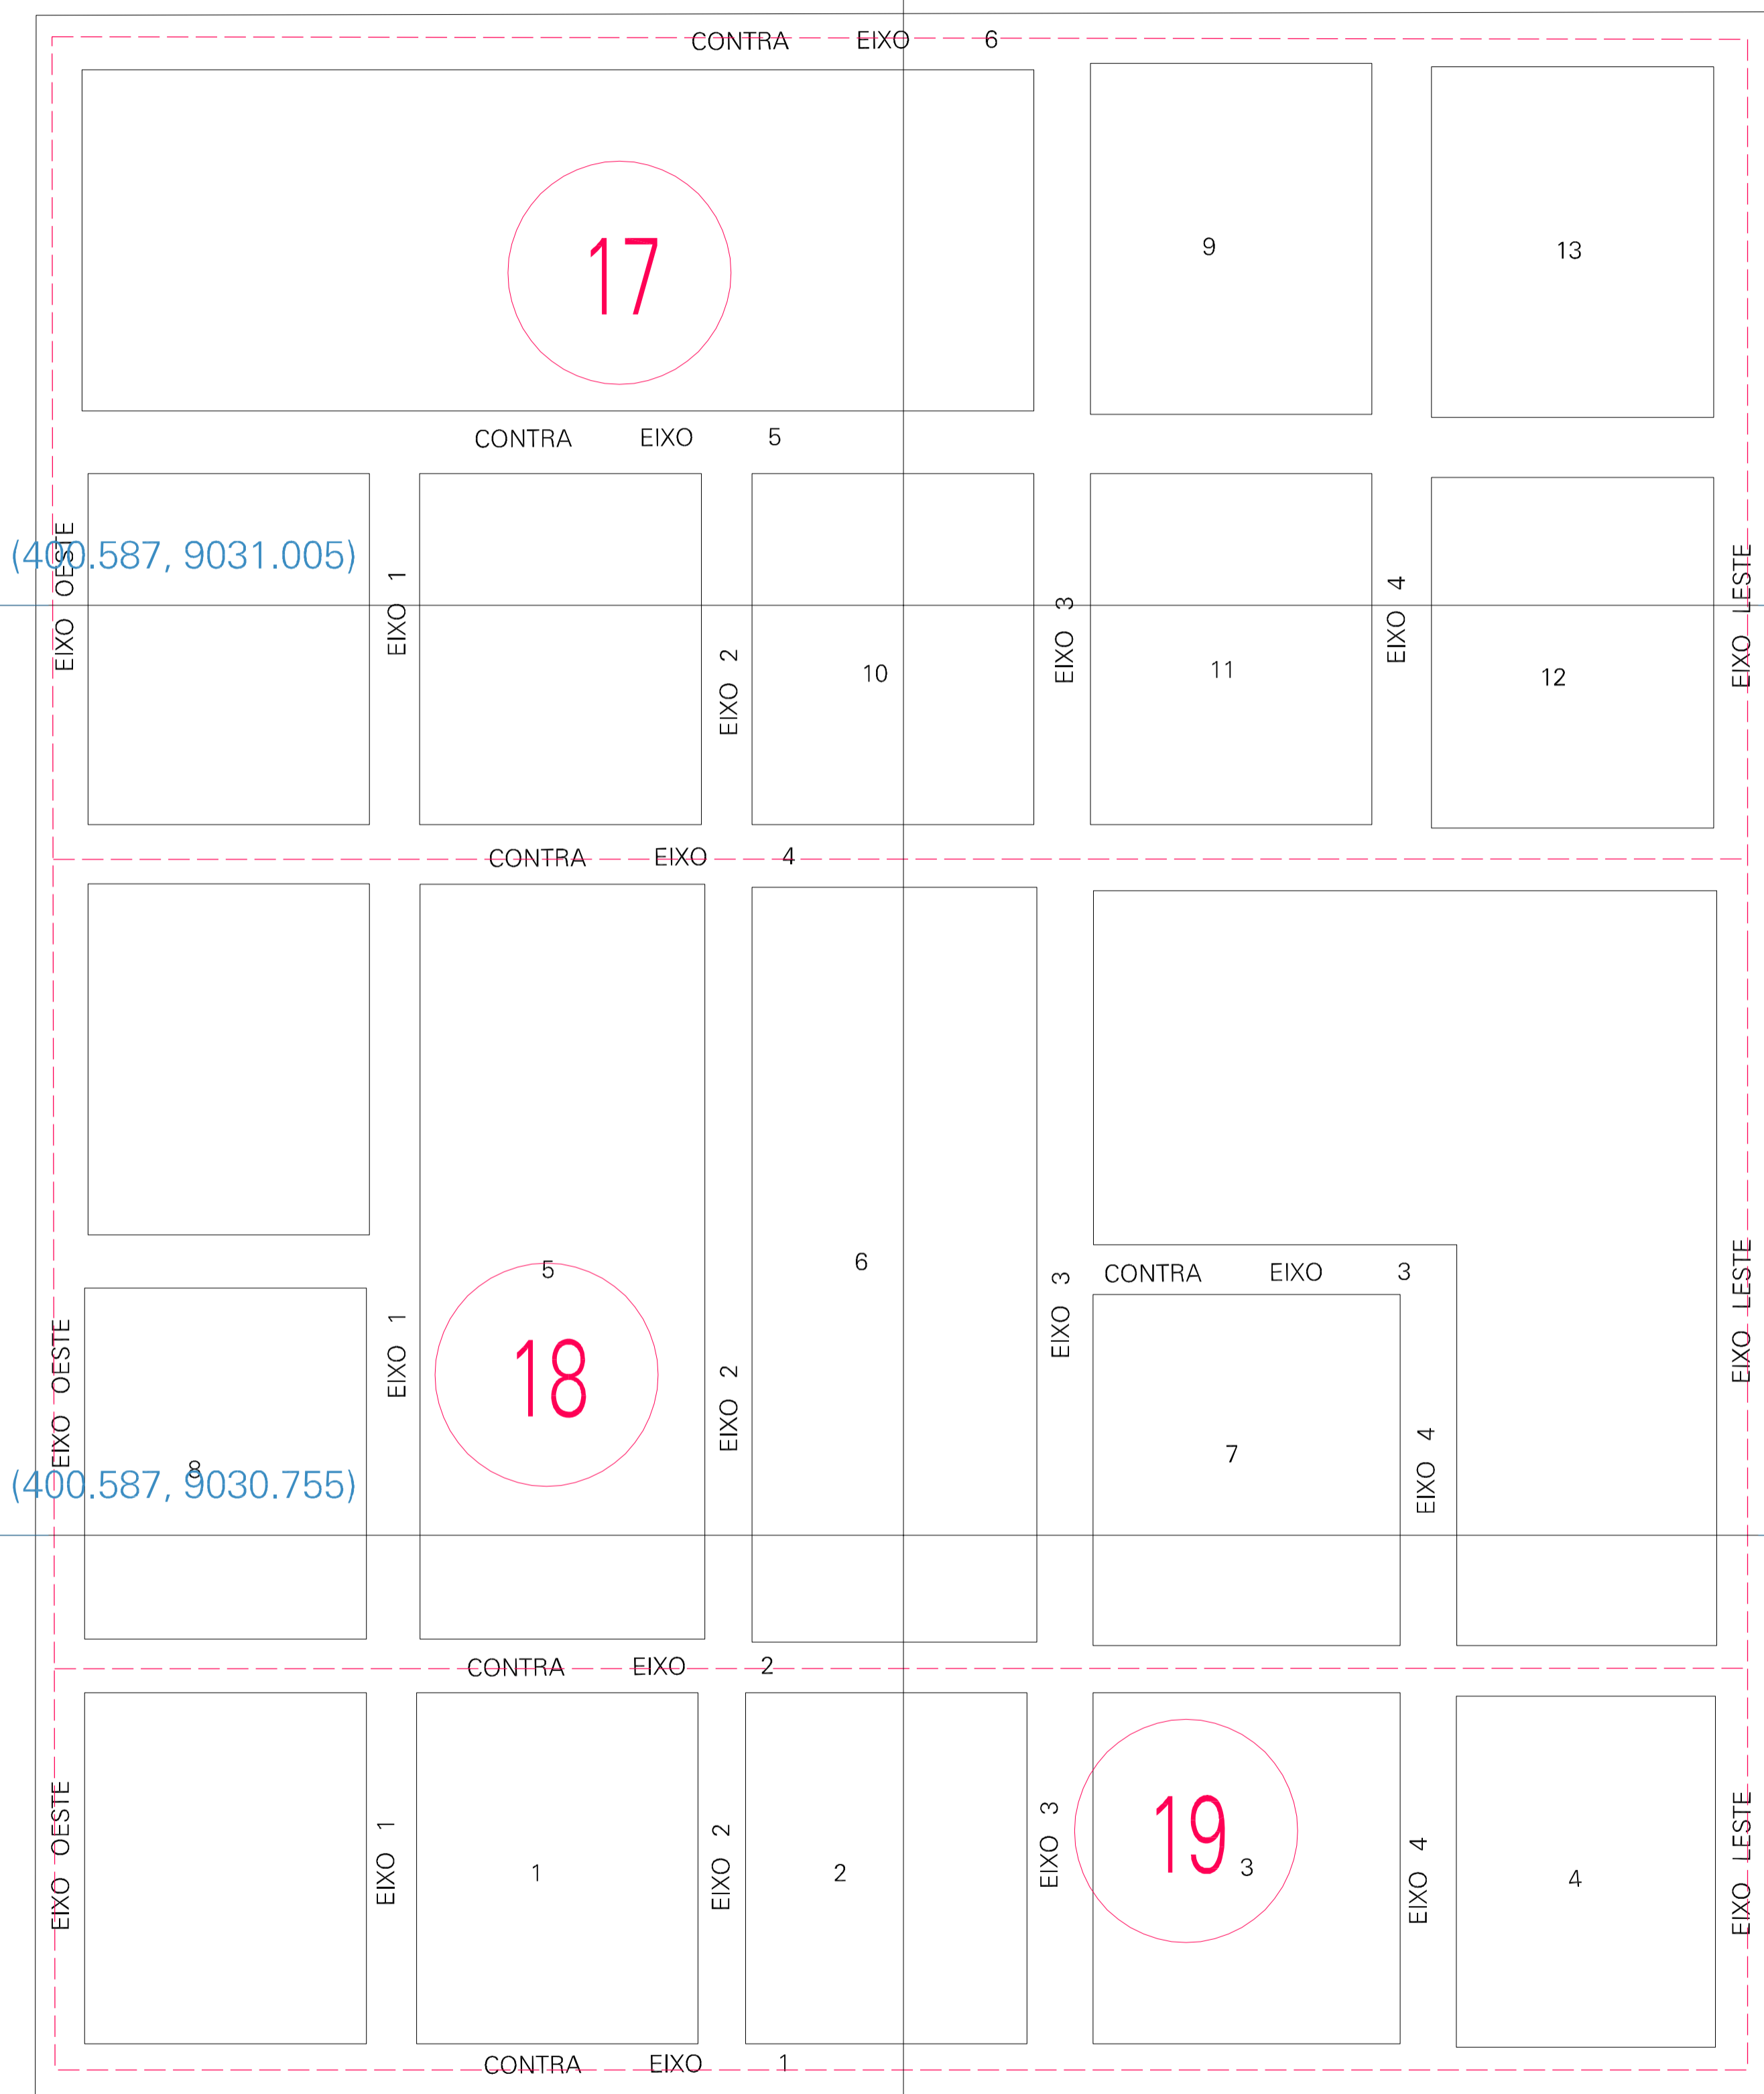 CONTRA EIXO 6
17
9
13
CONTRA EIXO 5
(400.587, 9031.005)
EIXO OESTE
EIXO 1
EIXO 2
10
EIXO 3
11
EIXO 4
12
EIXO LESTE
CONTRA EIXO 4
5
6
CONTRA EIXO 3
18
EIXO OESTE
EIXO 1
EIXO 2
EIXO 3
7
EIXO 4
EIXO LESTE
8
(400.587, 9030.755)
CONTRA EIXO 2
EIXO OESTE
EIXO 1
1
EIXO 2
2
EIXO 3
19
3
EIXO 4
4
EIXO LESTE
CONTRA EIXO 1